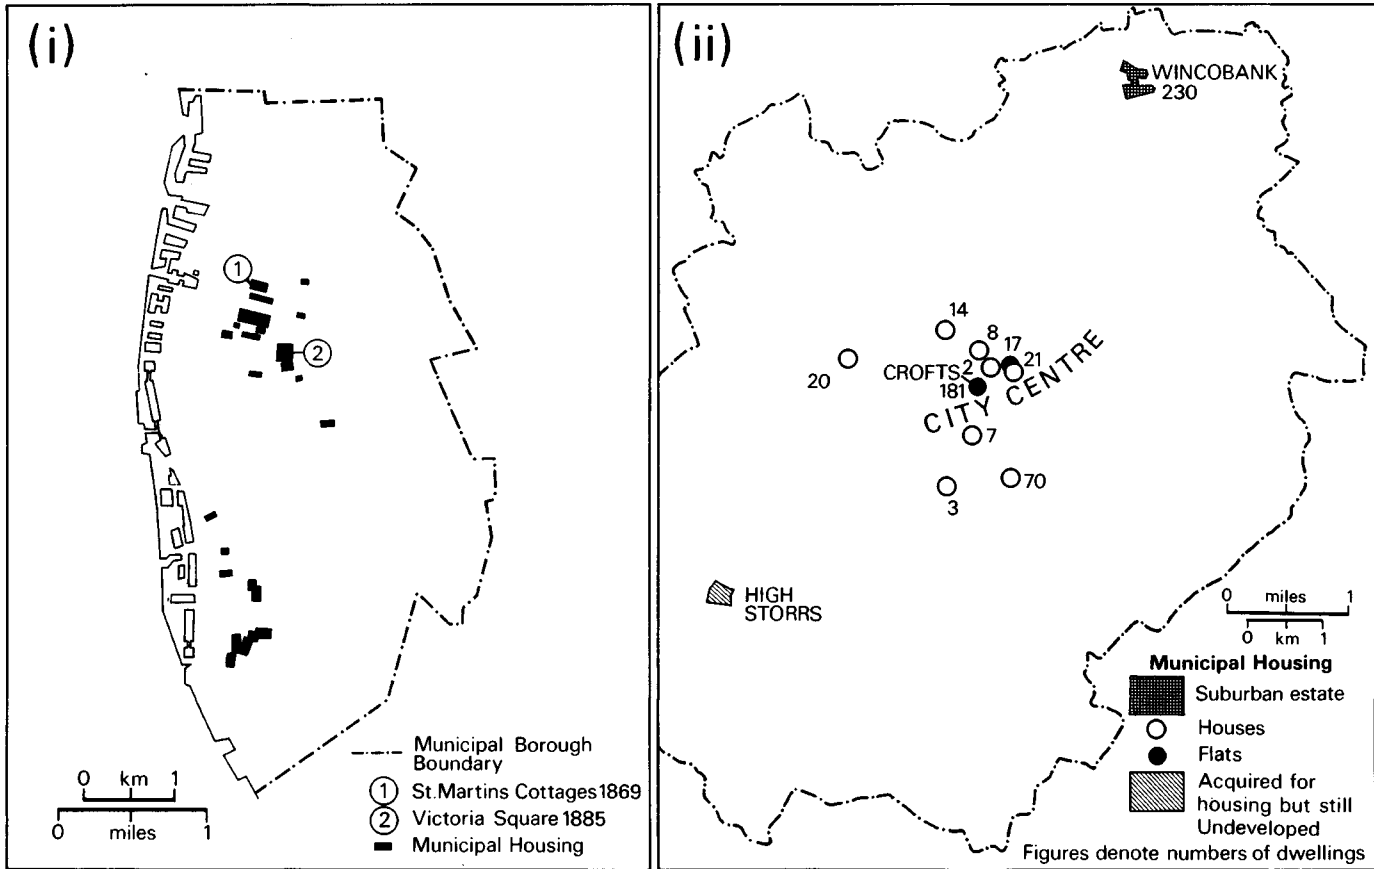 (i)
1
2
0 km 1
0 miles 1
Municipal Borough
Boundary
1 St.Martins Cottages 1869
2 Victoria Square 1885
Municipal Housing
(ii)
WINCOBANK
230
14
8
17
20
2
21
CROFTS
181
CITY CENTRE
7
3
70
HIGH
STORRS
0 miles 1
0 km 1
Municipal Housing
Suburban estate
Houses
Flats
Acquired for
housing but still
Undeveloped
Figures denote numbers of dwellings